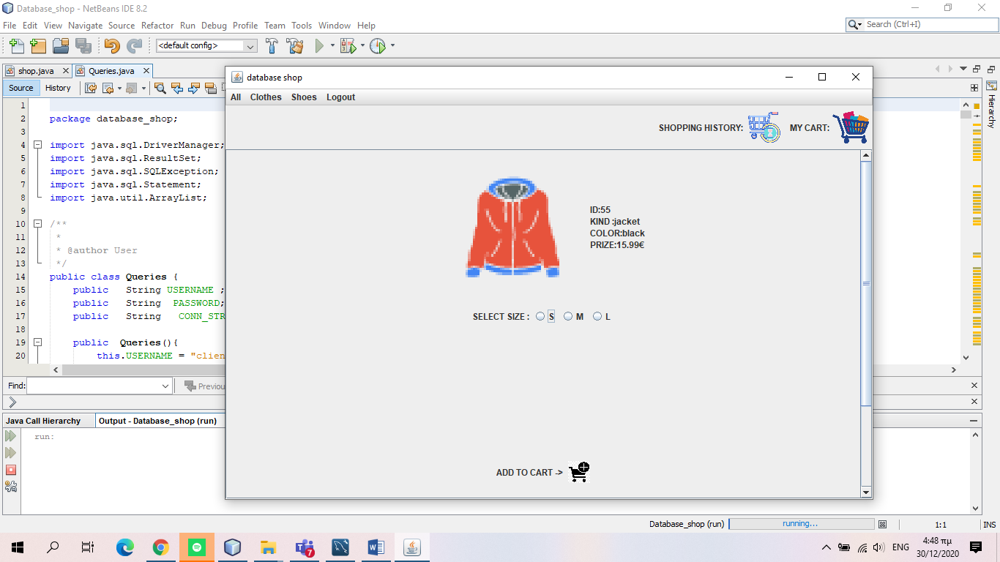 Database_shop - NetBeans IDE 8.2
File Edit View Navigate Source Refactor Run Debug Profile Team Tools Window Help
Search (Ctrl+I)
<default config>
shop.java
Queries.java
Source History
database shop
All Clothes Shoes Logout
SHOPPING HISTORY:
MY CART:
Hierarchy
1
2 package database_shop;
3
4 import java.sql.DriverManager;
5 import java.sql.ResultSet;
6 import java.sql.SQLException;
7 import java.sql.Statement;
8 import java.util.ArrayList;
9
10 /**
11 *
12 * @author User
13 */
14 public class Queries {
15 public String USERNAME ;
16 public String PASSWORD;
17 public String CONN_STR
18
19 public Queries(){
20 this.USERNAME = "clien
ID:55
KIND :jacket
COLOR:black
PRIZE:15.99€
SELECT SIZE : S M L
ADD TO CART ->
Find:
Previou
Java Call Hierarchy
Output - Database_shop (run)
run:
Database_shop (run)
running...
1:1
INS
7
ENG
4:48 πμ
30/12/2020